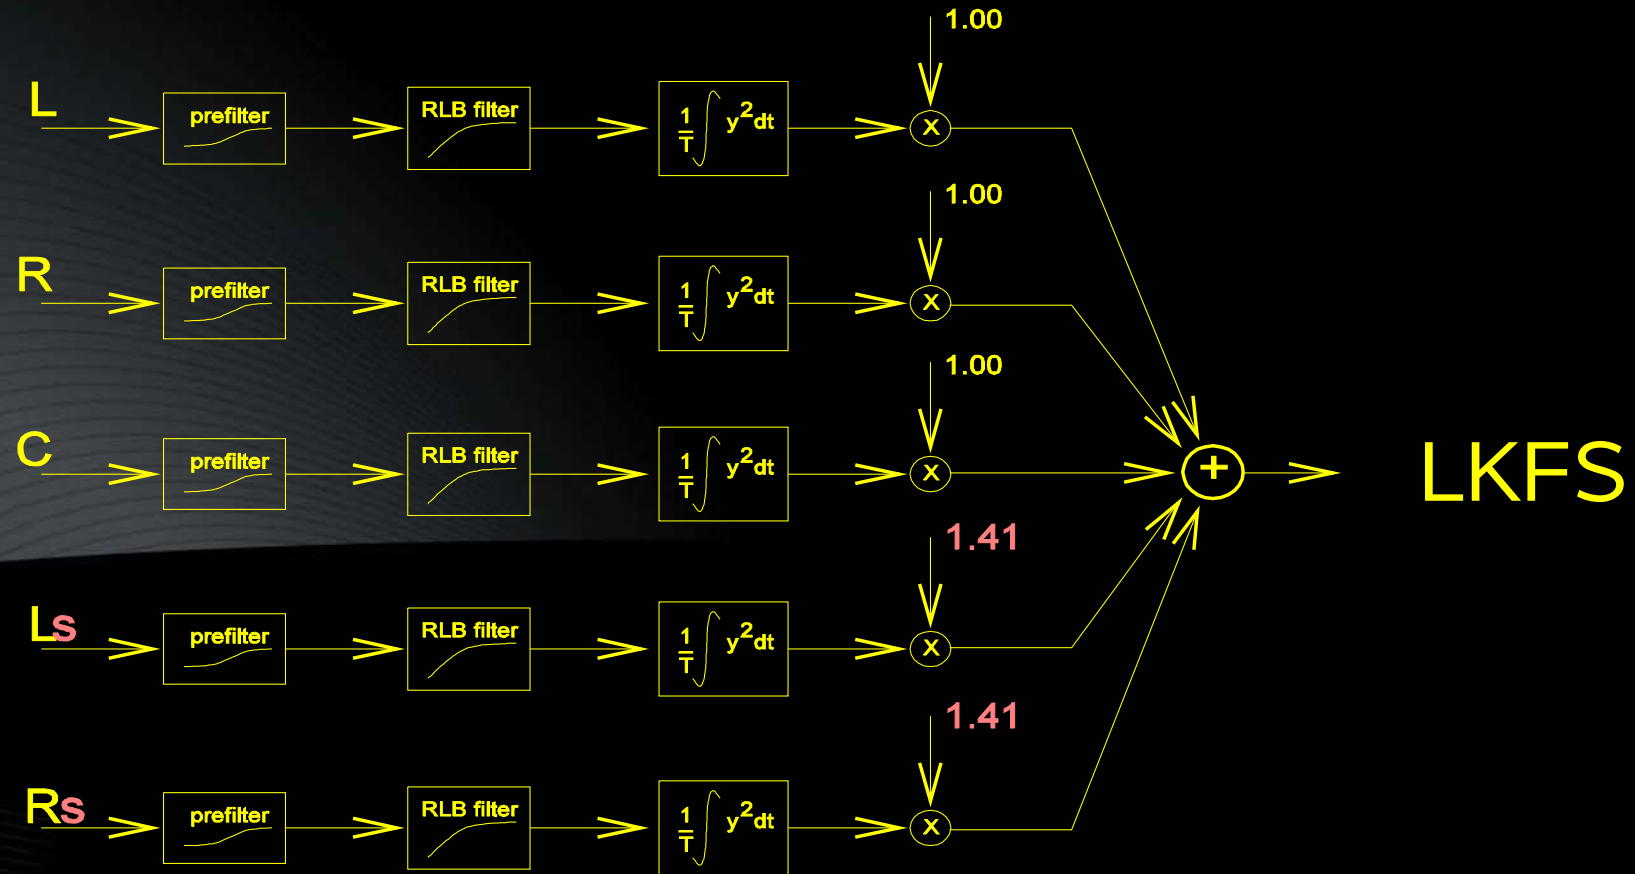 1.00
L
prefilter
RLB filter
1/T ∫ y²dt
X
1.00
R
prefilter
RLB filter
1/T ∫ y²dt
X
1.00
C
prefilter
RLB filter
1/T ∫ y²dt
X
+
LKFS
1.41
Ls
prefilter
RLB filter
1/T ∫ y²dt
X
1.41
Rs
prefilter
RLB filter
1/T ∫ y²dt
X